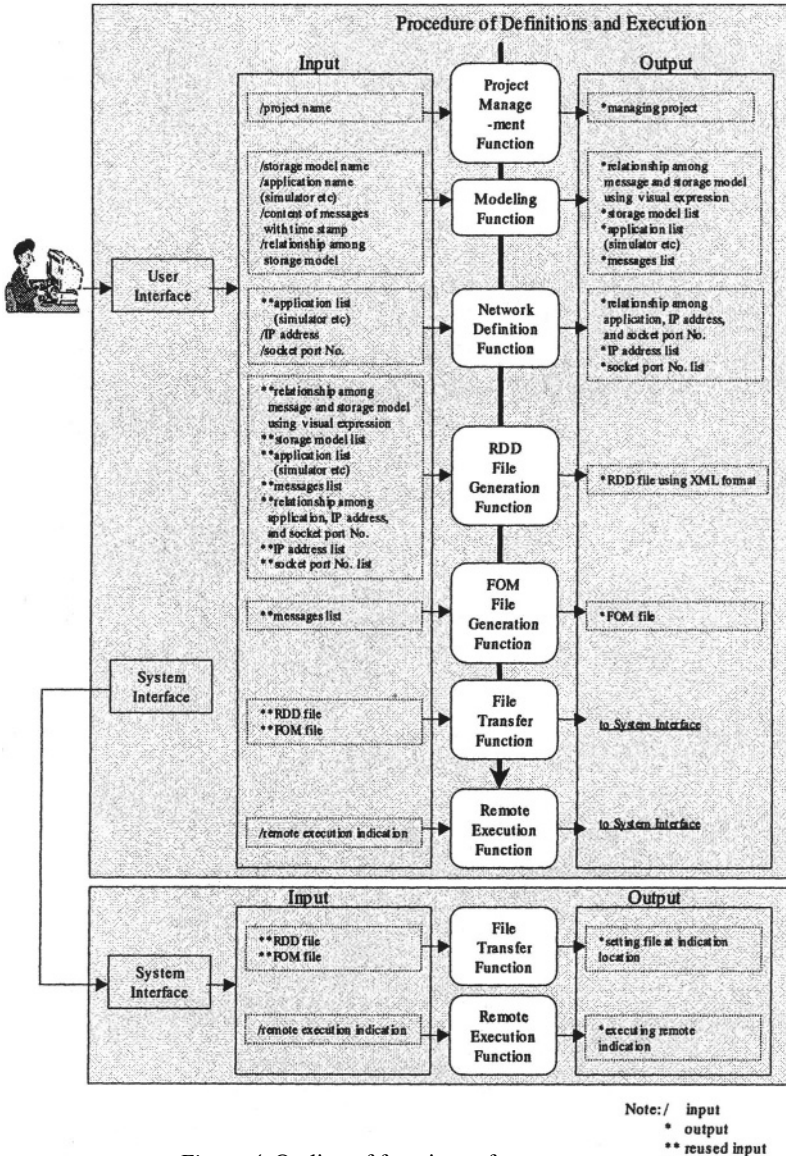 Procedure of Definitions and Execution
Input
Output
/project name
Project
Manage
-ment
Function
*managing project
/storage model name
/application name
(simulator etc)
/content of messages
with time stamp
/relationship among
storage model
Modeling
Function
*relationship among
message and storage model
using visual expression
*storage model list
*application list
(simulator etc)
*messages list
User
Interface
**application list
(simulator etc)
/IP address
/socket port No.
Network
Definition
Function
*relationship among
application, IP address,
and socket port No.
*IP address list
*socket port No. list
**relationship among
message and storage model
using visual expression
**storage model list
**application list
(simulator etc)
**messages list
**relationship among
application, IP address,
and socket port No.
**IP address list
**socket port No. list
RDD
File
Generation
Function
*RDD file using XML format
**messages list
FOM
File
Generation
Function
*FOM file
System
Interface
**RDD file
**FOM file
File
Transfer
Function
to System Interface
/remote execution indication
Remote
Execution
Function
to System Interface
Input
Output
System
Interface
**RDD file
**FOM file
File
Transfer
Function
*setting file at indication
location
/remote execution indication
Remote
Execution
Function
*executing remote
indication
Note: / input
* output
** reused input